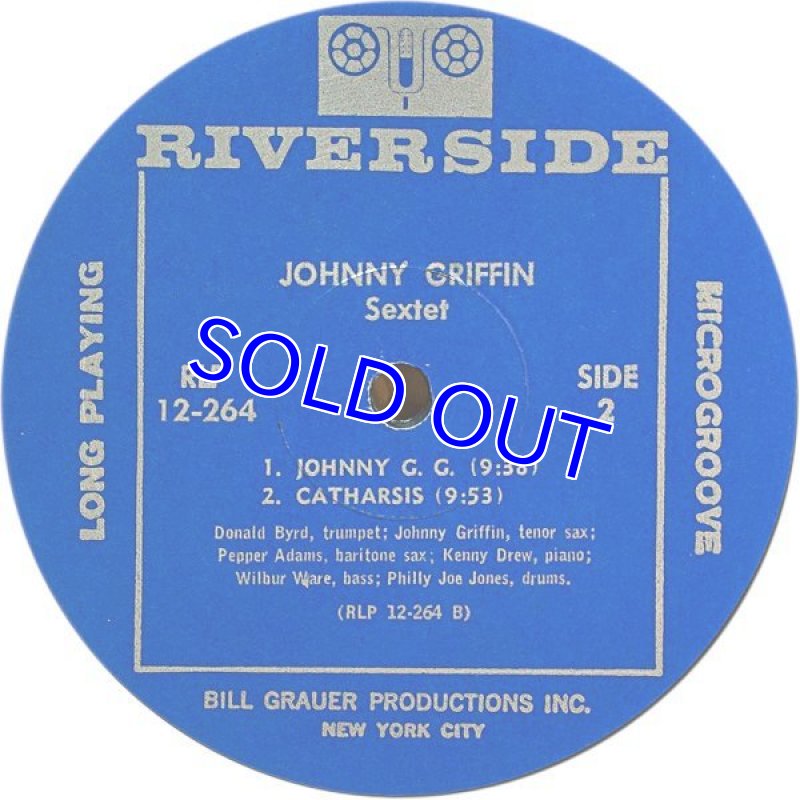 RIVERSIDE
JOHNNY GRIFFIN
Sextet
LONG PLAYING
MICROGROOVE
SOLD OUT
SIDE
12-264
2
1. JOHNNY G. G.
2. CATHARSIS (9:53)
Donald Byrd, trumpet; Johnny Griffin, tenor sax;
Pepper Adams, baritone sax; Kenny Drew, piano;
Wilbur Ware, bass; Philly Joe Jones, drums.
(RLP 12-264 B)
BILL GRAUER PRODUCTIONS INC.
NEW YORK CITY